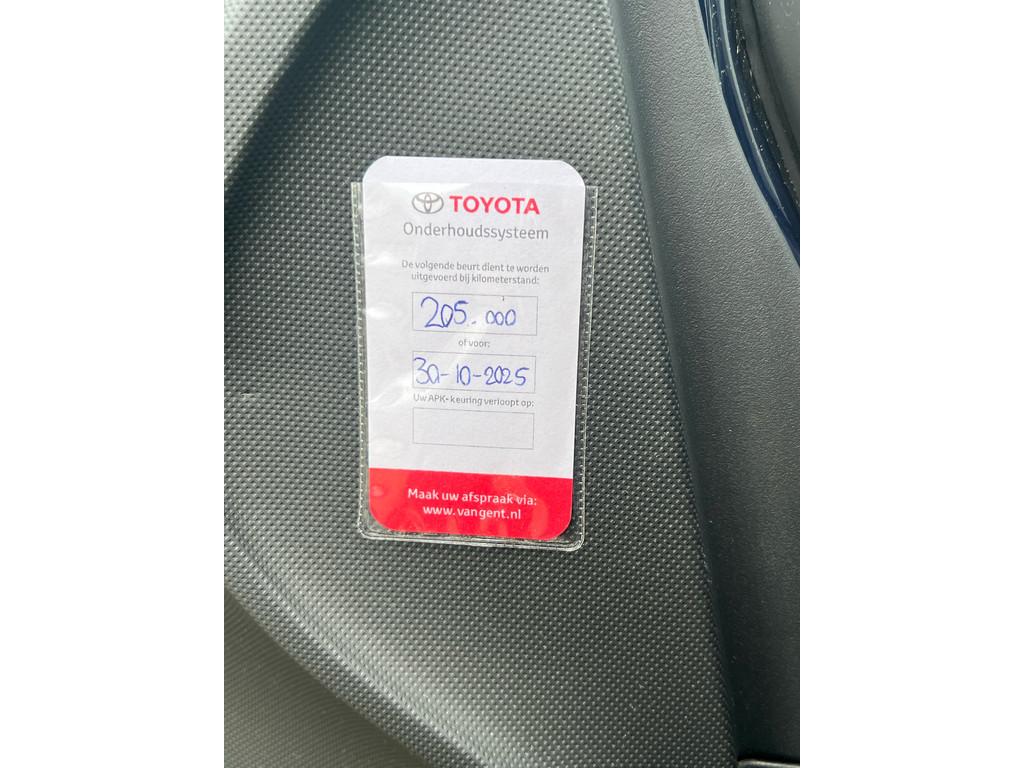 TOYOTA
Onderhoudssysteem
De volgende beurt dient te worden
uitgevoerd bij kilometerstand:
205.000
of voor:
30-10-2025
Uw APK-keuring verloopt op:
Maak uw afspraak via:
www.vangent.nl